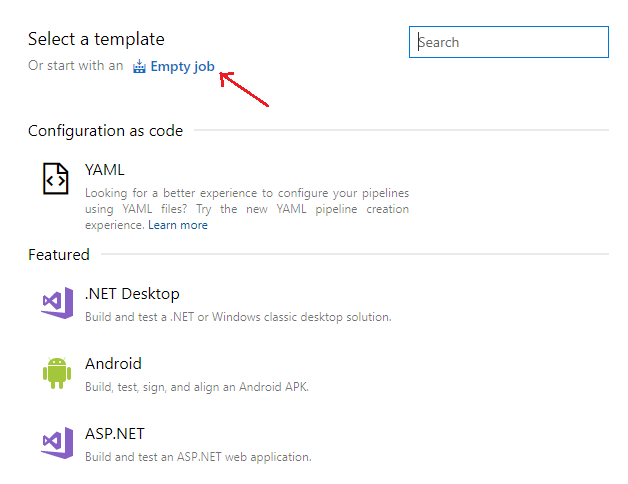 Select a template
Search
Or start with an Empty job
Configuration as code
YAML
Looking for a better experience to configure your pipelines
using YAML files? Try the new YAML pipeline creation
experience. Learn more
Featured
.NET Desktop
Build and test a .NET or Windows classic desktop solution.
Android
Build, test, sign, and align an Android APK.
ASP.NET
Build and test an ASP.NET web application.